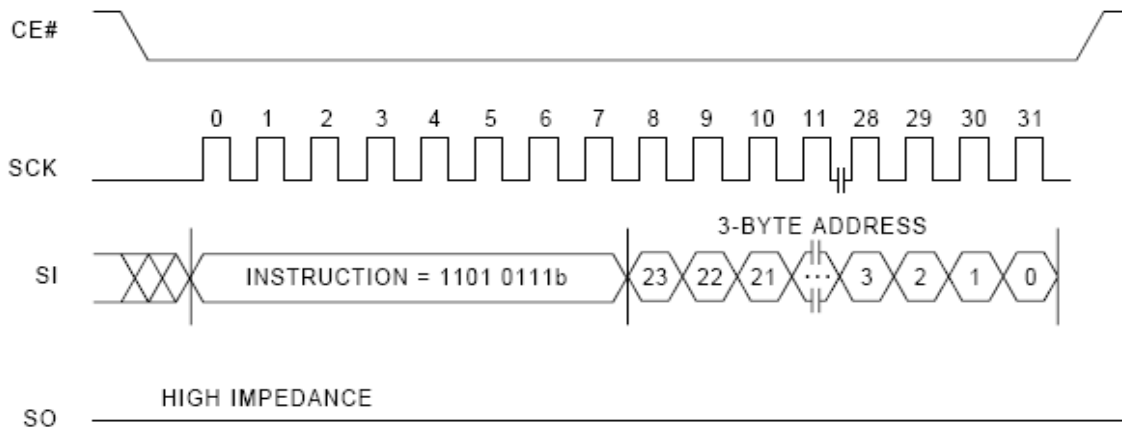 CE#
0 1 2 3 4 5 6 7 8 9 10 11 28 29 30 31
SCK
3-BYTE ADDRESS
SI INSTRUCTION = 1101 0111b 23 22 21 ... 3 2 1 0
HIGH IMPEDANCE
SO